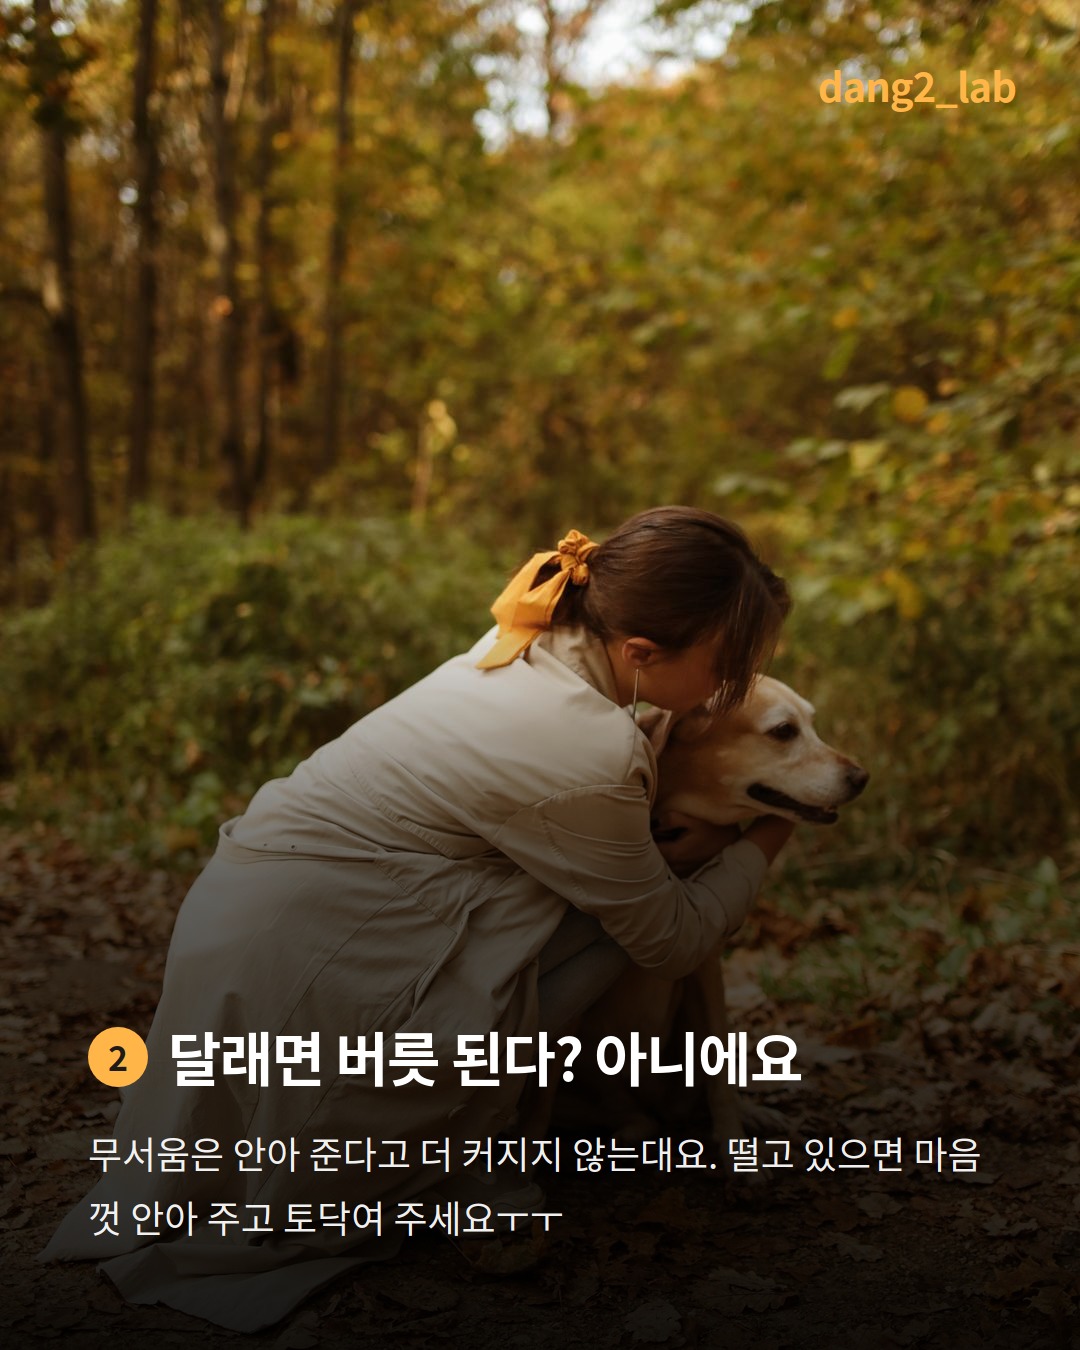 dang2_lab
2 달래면 버릇 된다? 아니에요
무서움은 안아 준다고 더 커지지 않는대요. 떨고 있으면 마음
껏 안아 주고 토닥여 주세요ㅜㅜ